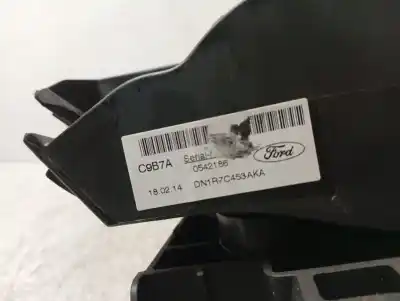 C9B7A Serial-
0542186
Ford
18.02.14 DN1R7C453AKA